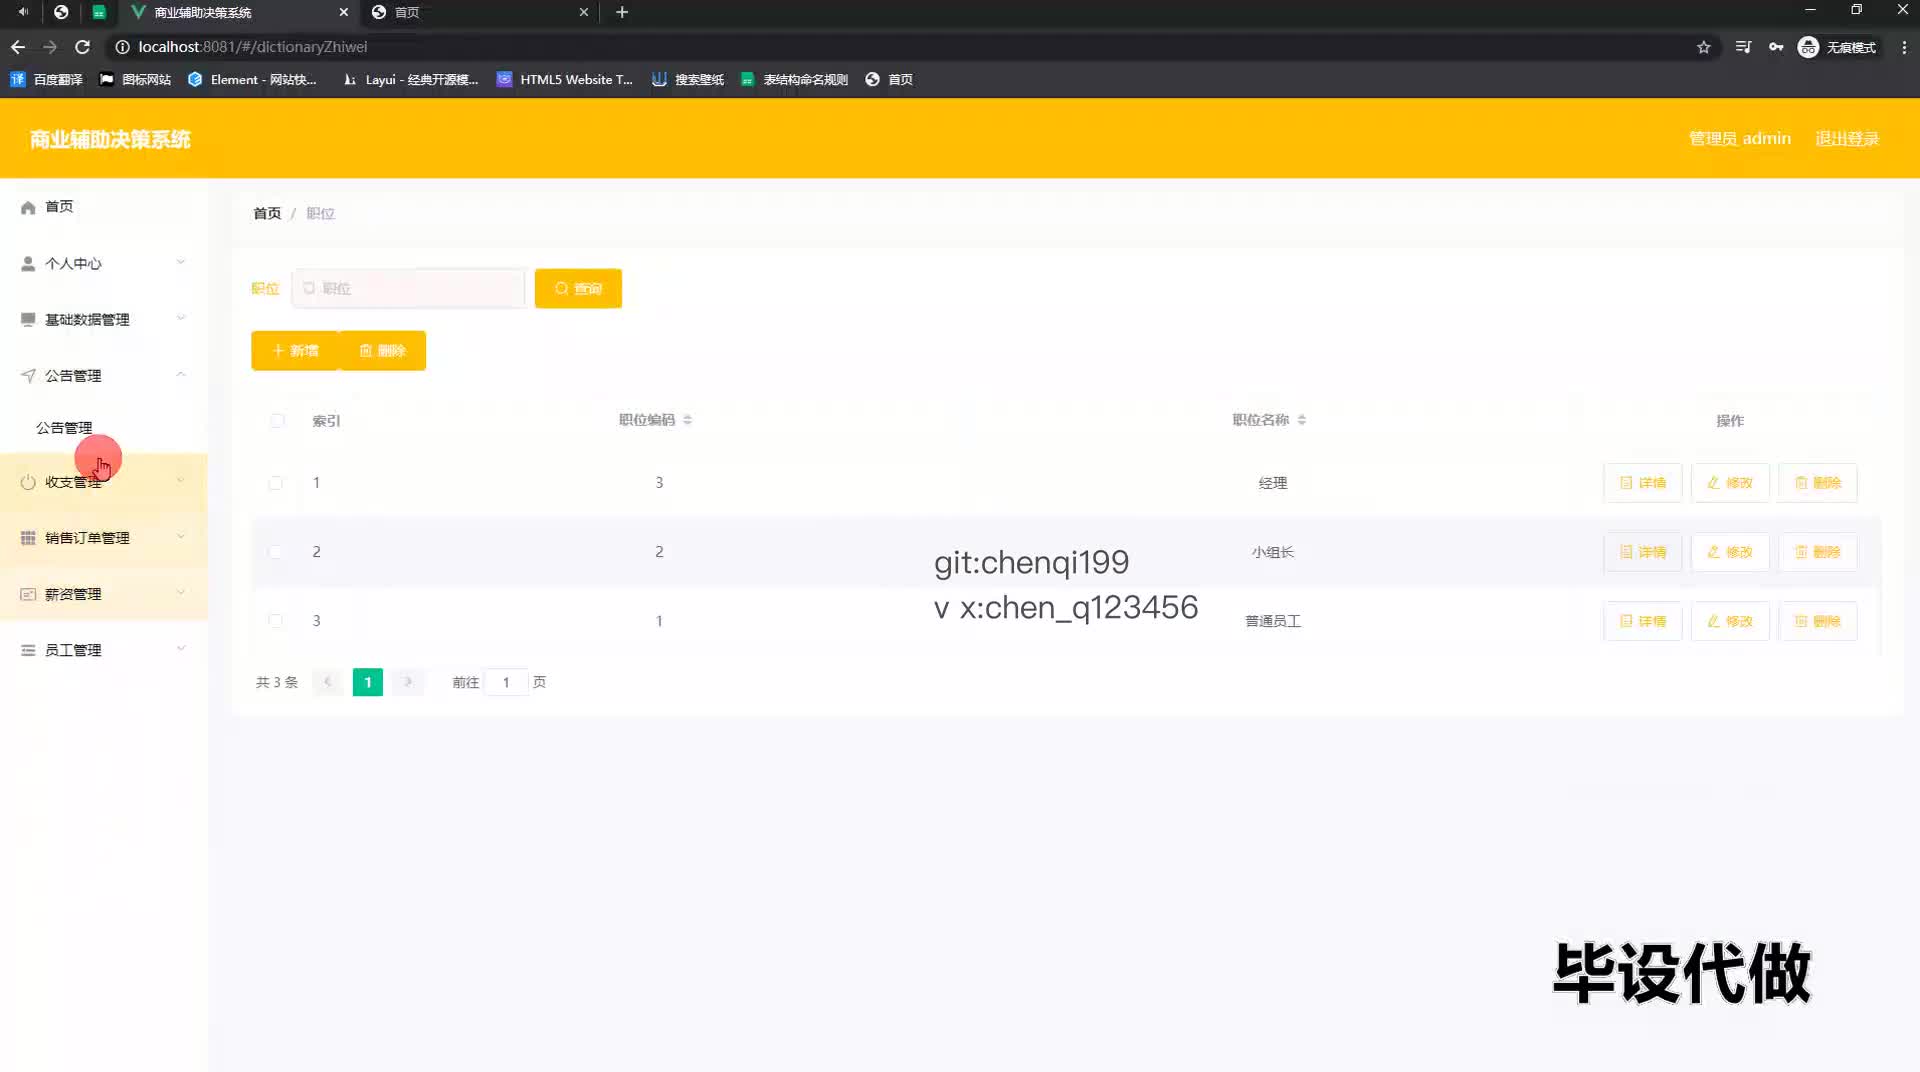 商业辅助决策系统
首页
localhost:8081/#/dictionaryZhiwei
无痕模式
百度翻译
图标网站
Element - 网站快...
Layui - 经典开源模...
HTML5 Website T...
搜索壁纸
表结构命名规则
首页
商业辅助决策系统
管理员 admin
退出登录
首页
个人中心
基础数据管理
公告管理
公告管理
收支管理
销售订单管理
薪资管理
员工管理
首页 / 职位
职位
职位
查询
新增
删除
索引
职位编码
职位名称
操作
1
3
经理
详情
修改
删除
2
2
小组长
详情
修改
删除
3
1
普通员工
详情
修改
删除
共 3 条
1
前往
1
页
git:chenqi199
v x:chen_q123456
毕设代做